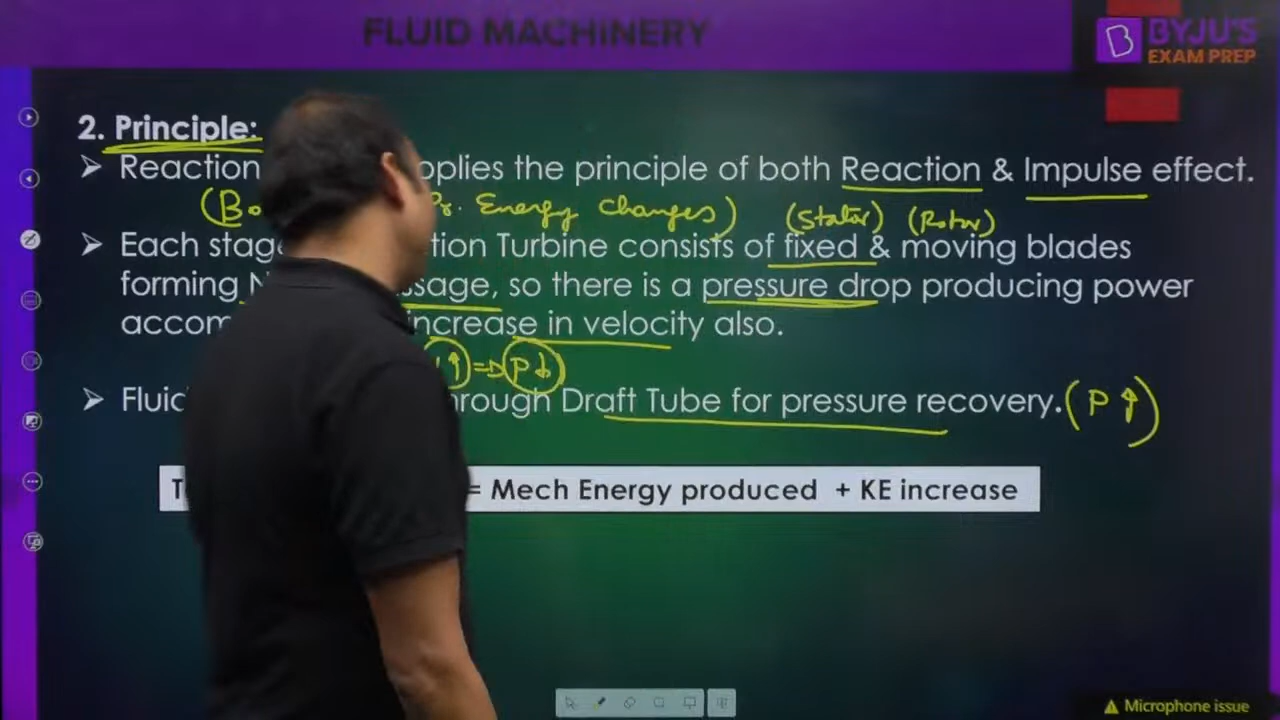 FLUID MACHINERY
BYJU'S
EXAM PREP
2. Principle:
➤ Reaction pplies the principle of both Reaction & Impulse effect.
Pr. Energy Changes) (Stator) (Rotor)
➤ Each stage tion Turbine consists of fixed & moving blades
forming ssage, so there is a pressure drop producing power
increase in velocity also.
↑ => P ↓
➤ Fluid hrough Draft Tube for pressure recovery. (P ↑)
= Mech Energy produced + KE increase
Microphone issue